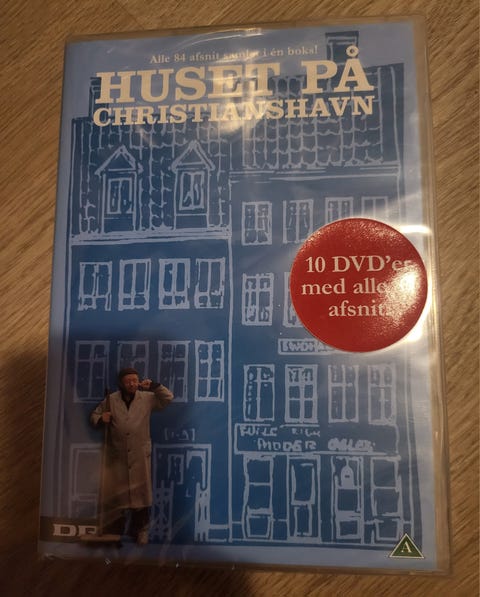 Alle 84 afsnit samlet i én boks!
HUSET PÅ
CHRISTIANSHAVN
10 DVD'er
med alle
afsnit
DR
A